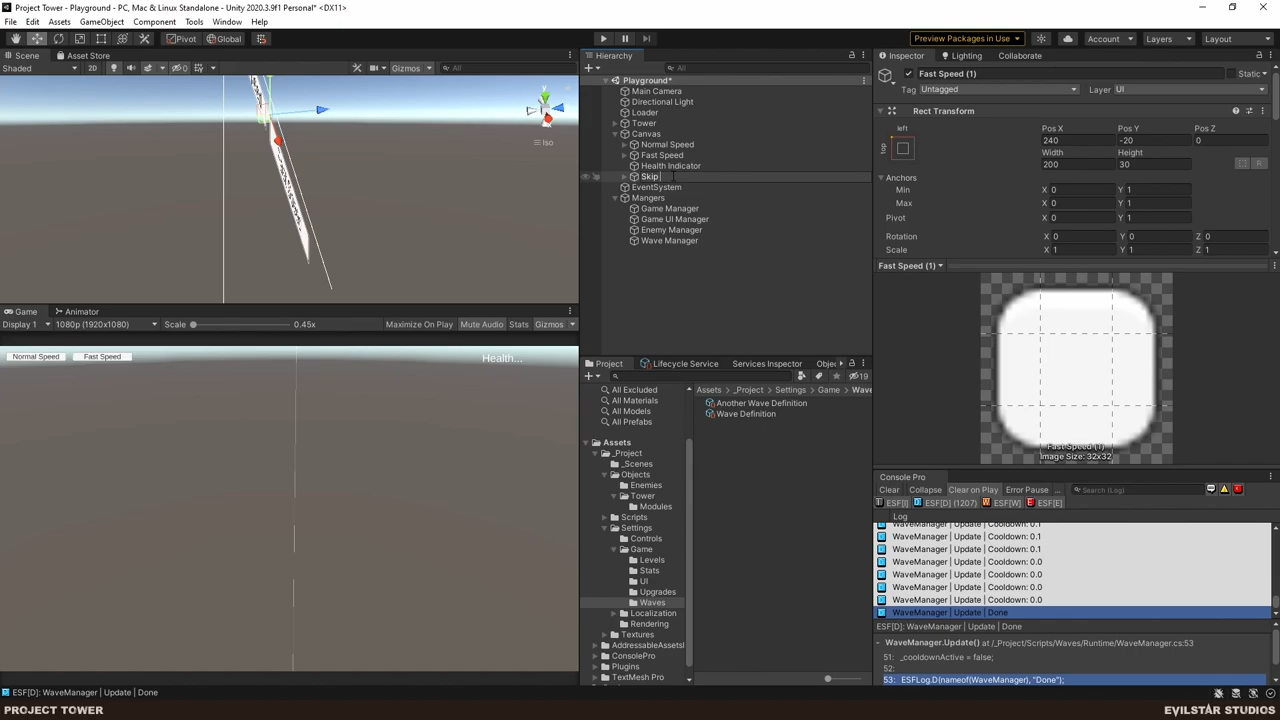 Project Tower - Playground - PC, Mac & Linux Standalone - Unity 2020.3.9f1 Personal* <DX11>
File Edit Assets GameObject Component Tools Window Help
Pivot Global Preview Packages in Use Account Layers Layout
Scene Asset Store
Shaded 2D 0 Gizmos All
Iso
Game Animator
Display 1 1080p (1920x1080) Scale 0.45x Maximize On Play Mute Audio Stats Gizmos
Normal Speed Fast Speed Health...
Hierarchy
All
Playground*
Main Camera
Directional Light
Loader
Tower
Canvas
Normal Speed
Fast Speed
Health Indicator
Skip
EventSystem
Mangers
Game Manager
Game UI Manager
Enemy Manager
Wave Manager
Project Lifecycle Service Services Inspector Obje
19
All Excluded
All Materials
All Models
All Prefabs
Assets
_Project
_Scenes
Objects
Enemies
Tower
Modules
Scripts
Settings
Controls
Game
Levels
Stats
UI
Upgrades
Waves
Localization
Rendering
Textures
AddressableAssets
ConsolePro
Plugins
TextMesh Pro
Assets > _Project > Settings > Game > Wave
Another Wave Definition
Wave Definition
Inspector Lighting Collaborate
Fast Speed (1) Static
Tag Untagged Layer UI
Rect Transform
left
top
Pos X Pos Y Pos Z
240 -20 0
Width Height
200 30
R
Anchors
Min X 0 Y 1
Max X 0 Y 1
Pivot X 0 Y 1
Rotation X 0 Y 0 Z 0
Scale X 1 Y 1 Z 1
Fast Speed (1)
Fast Speed (1)
Image Size: 32x32
Console Pro
Clear Collapse Clear on Play Error Pause ... Search (Log)
ESF[I] ESF[D] (1207) ESF[W] ESF[E]
Log
WaveManager | Update | Cooldown: 0.1
WaveManager | Update | Cooldown: 0.1
WaveManager | Update | Cooldown: 0.1
WaveManager | Update | Cooldown: 0.0
WaveManager | Update | Cooldown: 0.0
WaveManager | Update | Cooldown: 0.0
WaveManager | Update | Cooldown: 0.0
WaveManager | Update | Done
ESF[D]: WaveManager | Update | Done
WaveManager.Update() at /_Project/Scripts/Waves/Runtime/WaveManager.cs:53
51: _cooldownActive = false;
52:
53: ESFLog.D(nameof(WaveManager), "Done");
ESF[D]: WaveManager | Update | Done
PROJECT TOWER EVILSTAR STUDIOS